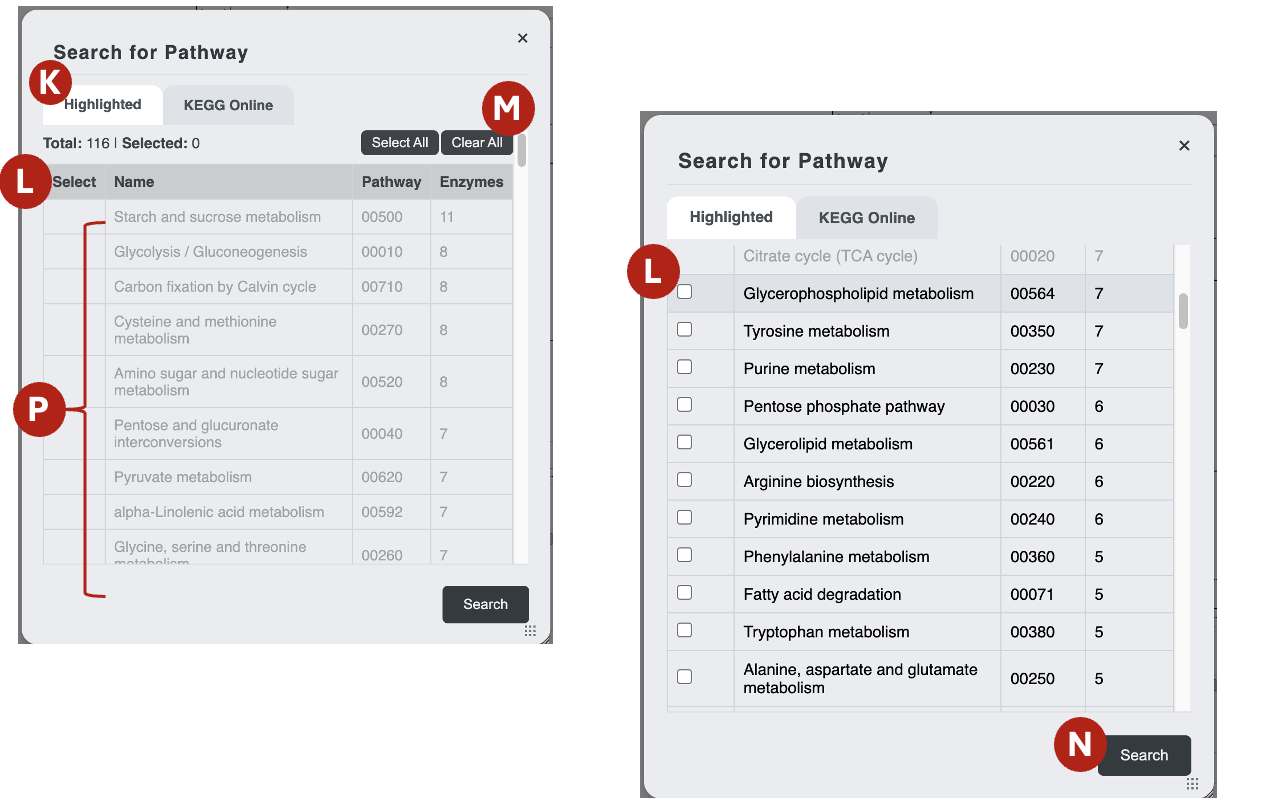 Search for Pathway
×
K
Highlighted KEGG Online
M
Total: 116 | Selected: 0 Select All Clear All
L
Select Name Pathway Enzymes
Starch and sucrose metabolism 00500 11
Glycolysis / Gluconeogenesis 00010 8
Carbon fixation by Calvin cycle 00710 8
Cysteine and methionine
metabolism 00270 8
Amino sugar and nucleotide sugar
metabolism 00520 8
P
Pentose and glucuronate
interconversions 00040 7
Pyruvate metabolism 00620 7
alpha-Linolenic acid metabolism 00592 7
Glycine, serine and threonine
metabolism 00260 7
Search
Search for Pathway
×
Highlighted KEGG Online
Citrate cycle (TCA cycle) 00020 7
L
Glycerophospholipid metabolism 00564 7
Tyrosine metabolism 00350 7
Purine metabolism 00230 7
Pentose phosphate pathway 00030 6
Glycerolipid metabolism 00561 6
Arginine biosynthesis 00220 6
Pyrimidine metabolism 00240 6
Phenylalanine metabolism 00360 5
Fatty acid degradation 00071 5
Tryptophan metabolism 00380 5
Alanine, aspartate and glutamate
metabolism 00250 5
N
Search